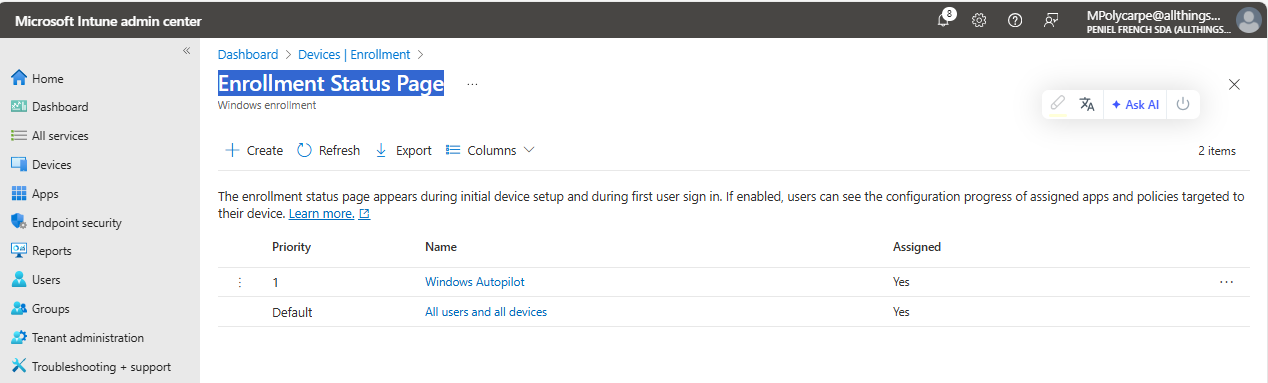 Microsoft Intune admin center
8
MPolycarpe@allthings...
PENIEL FRENCH SDA (ALLTHINGS...
«
Home
Dashboard
All services
Devices
Apps
Endpoint security
Reports
Users
Groups
Tenant administration
Troubleshooting + support
Dashboard > Devices | Enrollment >
Enrollment Status Page ...
Windows enrollment
Ask AI
Create Refresh Export Columns
2 items
The enrollment status page appears during initial device setup and during first user sign in. If enabled, users can see the configuration progress of assigned apps and policies targeted to
their device. Learn more.
Priority Name Assigned
1 Windows Autopilot Yes ...
Default All users and all devices Yes